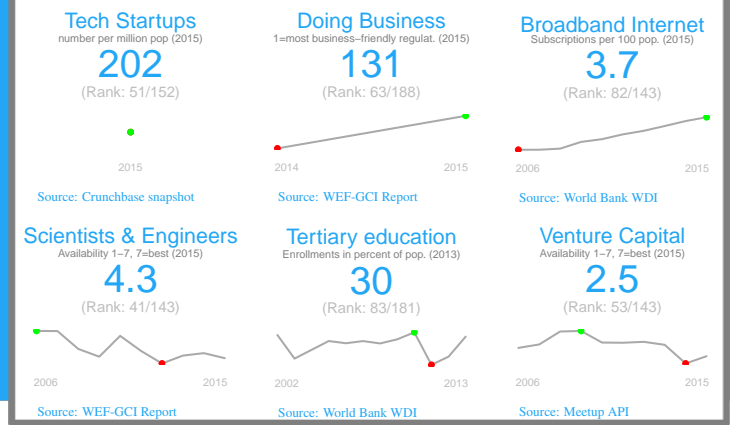 Tech Startups
number per million pop (2015)
202
(Rank: 51/152)
2015
Source: Crunchbase snapshot
Doing Business
1=most business−friendly regulat. (2015)
131
(Rank: 63/188)
2014 2015
Source: WEF-GCI Report
Broadband Internet
Subscriptions per 100 pop. (2015)
3.7
(Rank: 82/143)
2006 2015
Source: World Bank WDI
Scientists & Engineers
Availability 1−7, 7=best (2015)
4.3
(Rank: 41/143)
2006 2015
Source: WEF-GCI Report
Tertiary education
Enrollments in percent of pop. (2013)
30
(Rank: 83/181)
2002 2013
Source: World Bank WDI
Venture Capital
Availability 1−7, 7=best (2015)
2.5
(Rank: 53/143)
2006 2015
Source: Meetup API